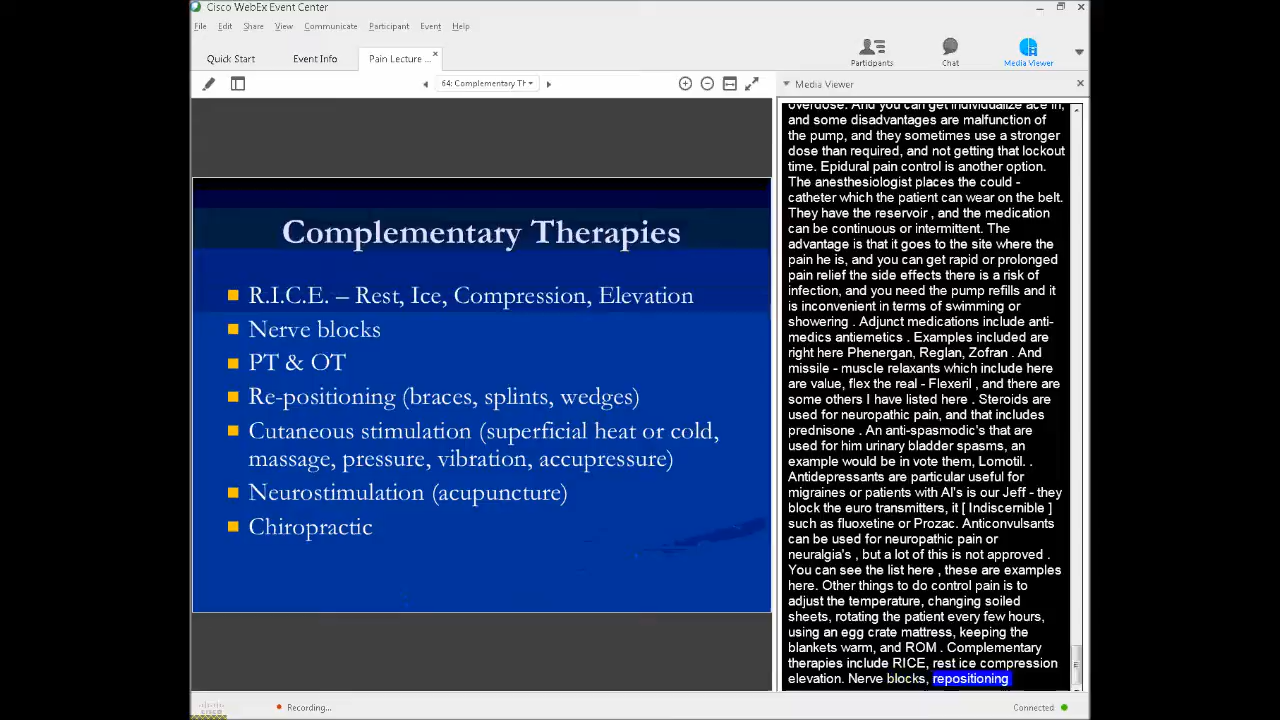 Cisco WebEx Event Center
File Edit Share View Communicate Participant Event Help
Quick Start Event Info Pain Lecture ...
Participants Chat Media Viewer
64: Complementary Th
Media Viewer
Complementary Therapies
R.I.C.E. – Rest, Ice, Compression, Elevation
Nerve blocks
PT & OT
Re-positioning (braces, splints, wedges)
Cutaneous stimulation (superficial heat or cold,
massage, pressure, vibration, accupressure)
Neurostimulation (acupuncture)
Chiropractic
overdose. And you can get individualize ace in,
and some disadvantages are malfunction of
the pump, and they sometimes use a stronger
dose than required, and not getting that lockout
time. Epidural pain control is another option.
The anesthesiologist places the could -
catheter which the patient can wear on the belt.
They have the reservoir , and the medication
can be continuous or intermittent. The
advantage is that it goes to the site where the
pain he is, and you can get rapid or prolonged
pain relief the side effects there is a risk of
infection, and you need the pump refills and it
is inconvenient in terms of swimming or
showering . Adjunct medications include anti-
medics antiemetics . Examples included are
right here Phenergan, Reglan, Zofran . And
missile - muscle relaxants which include here
are value, flex the real - Flexeril , and there are
some others I have listed here . Steroids are
used for neuropathic pain, and that includes
prednisone . An anti-spasmodic's that are
used for him urinary bladder spasms, an
example would be in vote them, Lomotil. .
Antidepressants are particular useful for
migraines or patients with Al's is our Jeff - they
block the euro transmitters, it [ Indiscernible ]
such as fluoxetine or Prozac. Anticonvulsants
can be used for neuropathic pain or
neuralgia's , but a lot of this is not approved .
You can see the list here , these are examples
here. Other things to do control pain is to
adjust the temperature, changing soiled
sheets, rotating the patient every few hours,
using an egg crate mattress, keeping the
blankets warm, and ROM . Complementary
therapies include RICE, rest ice compression
elevation. Nerve blocks, repositioning
Recording...
Connected